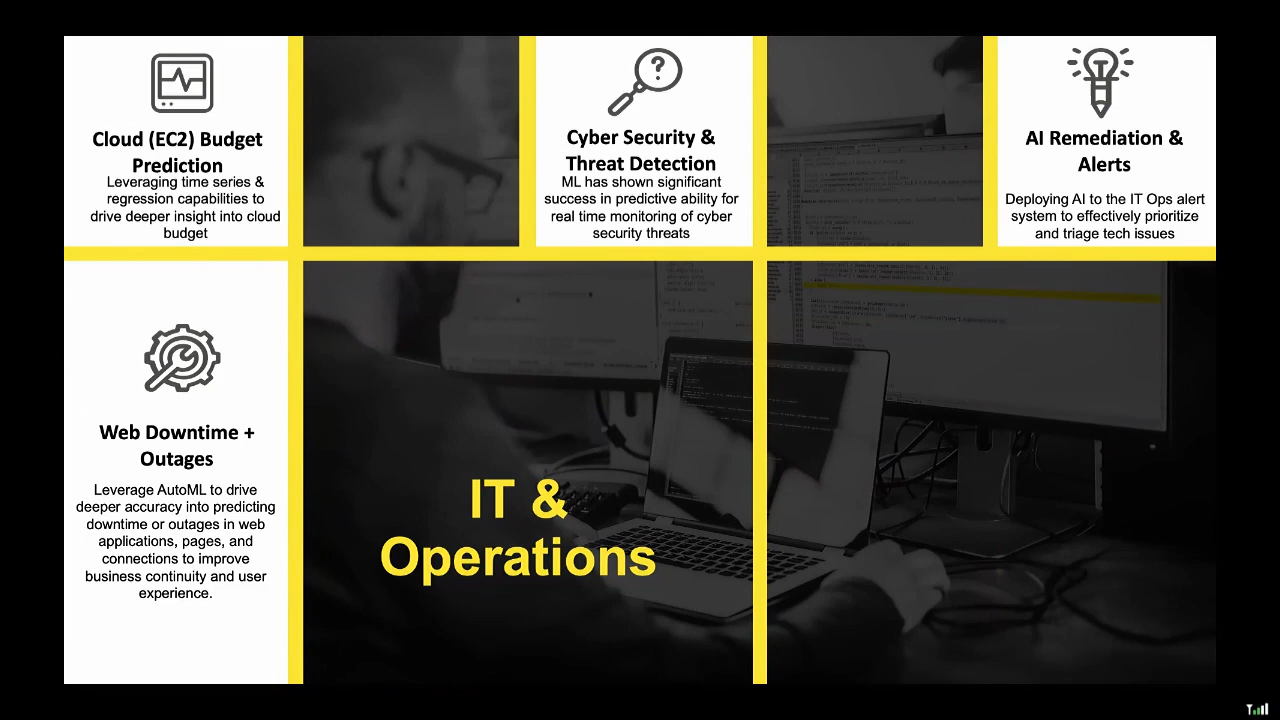 Cloud (EC2) Budget
Prediction
Leveraging time series &
regression capabilities to
drive deeper insight into cloud
budget
Cyber Security &
Threat Detection
ML has shown significant
success in predictive ability for
real time monitoring of cyber
security threats
AI Remediation &
Alerts
Deploying AI to the IT Ops alert
system to effectively prioritize
and triage tech issues
Web Downtime +
Outages
Leverage AutoML to drive
deeper accuracy into predicting
downtime or outages in web
applications, pages, and
connections to improve
business continuity and user
experience.
IT &
Operations